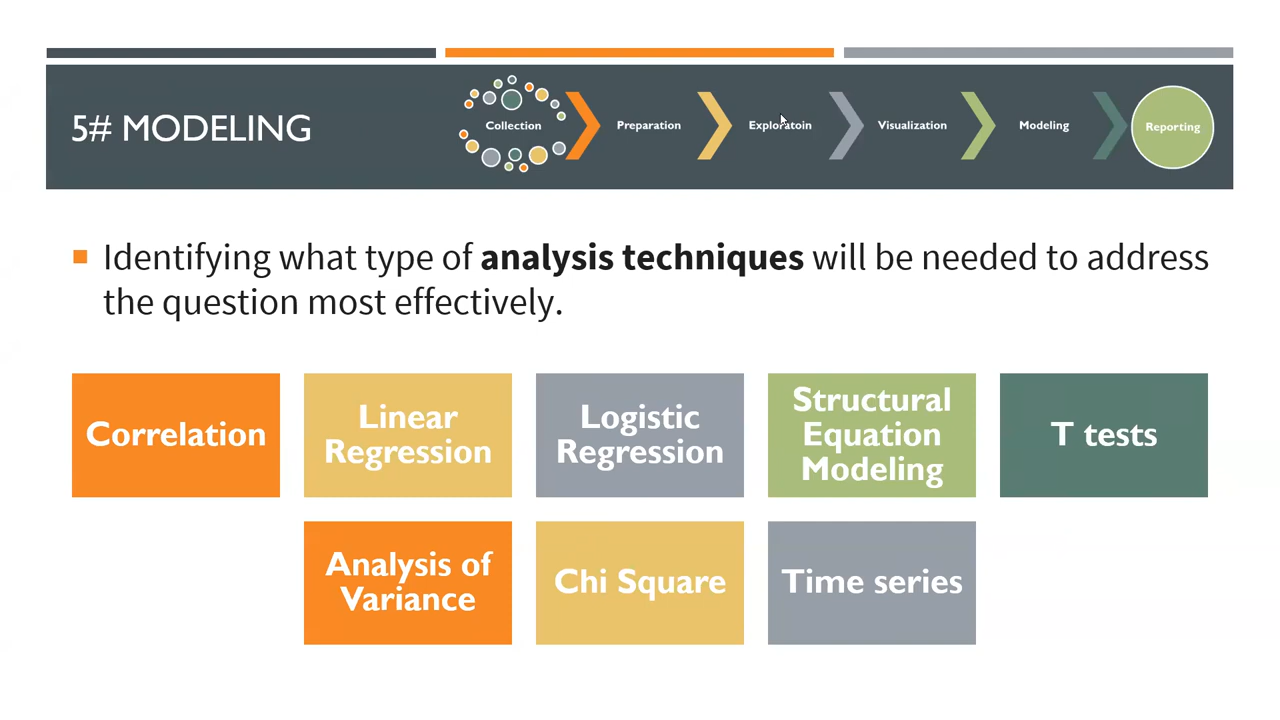 5# MODELING
Collection
Preparation
Exploratoin
Visualization
Modeling
Reporting
Identifying what type of analysis techniques will be needed to address
the question most effectively.
Correlation
Linear
Regression
Logistic
Regression
Structural
Equation
Modeling
T tests
Analysis of
Variance
Chi Square
Time series